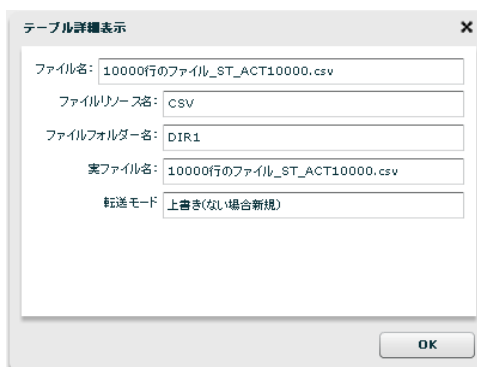 テーブル詳細表示
ファイル名: 10000行のファイル_ST_ACT10000.csv
ファイルリソース名: CSV
ファイルフォルダー名: DIR1
実ファイル名: 10000行のファイル_ST_ACT10000.csv
転送モード 上書き(ない場合新規)
OK